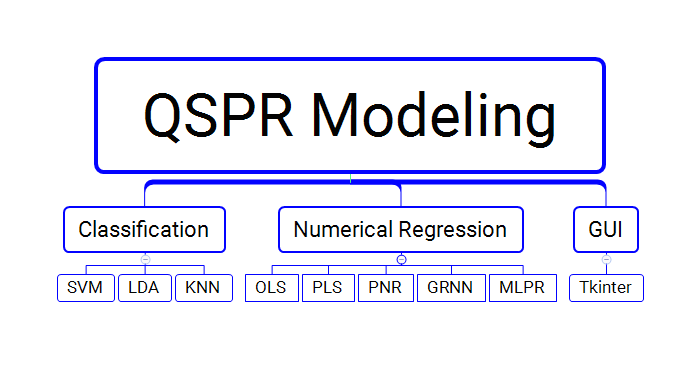 QSPR Modeling
Classification Numerical Regression GUI
SVM LDA KNN OLS PLS PNR GRNN MLPR Tkinter